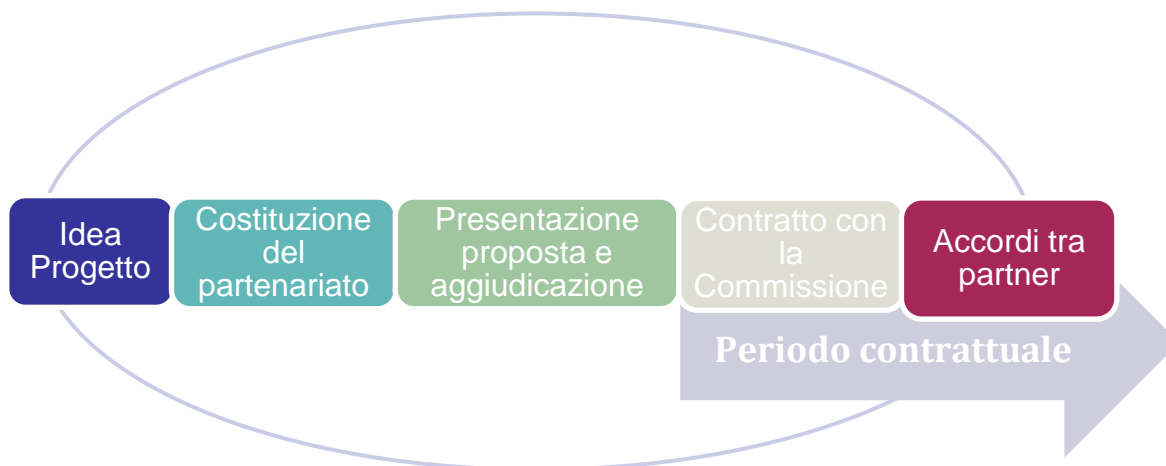 Idea
Progetto
Costituzione
del
partenariato
Presentazione
proposta e
aggiudicazione
Contratto con
la
Commissione
Accordi tra
partner
Periodo contrattuale